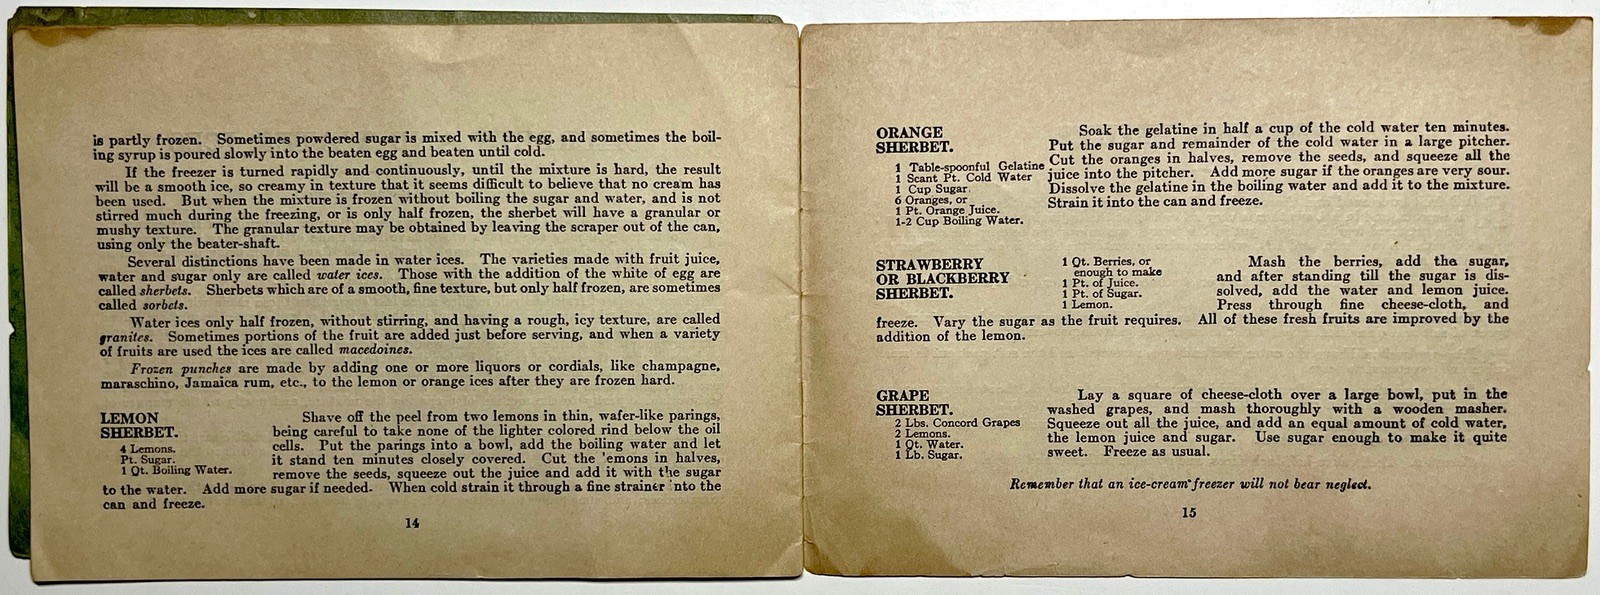 is partly frozen. Sometimes powdered sugar is mixed with the egg, and sometimes the boil-
ing syrup is poured slowly into the beaten egg and beaten until cold.
If the freezer is turned rapidly and continuously, until the mixture is hard, the result
will be a smooth ice, so creamy in texture that it seems difficult to believe that no cream has
been used. But when the mixture is frozen without boiling the sugar and water, and is not
stirred much during the freezing, or is only half frozen, the sherbet will have a granular or
mushy texture. The granular texture may be obtained by leaving the scraper out of the can,
using only the beater-shaft.
Several distinctions have been made in water ices. The varieties made with fruit juice,
water and sugar only are called water ices. Those with the addition of the white of egg are
called sherbets. Sherbets which are of a smooth, fine texture, but only half frozen, are sometimes
called sorbets.
Water ices only half frozen, without stirring, and having a rough, icy texture, are called
granites. Sometimes portions of the fruit are added just before serving, and when a variety
of fruits are used the ices are called macedoines.
Frozen punches are made by adding one or more liquors or cordials, like champagne,
maraschino, Jamaica rum, etc., to the lemon or orange ices after they are frozen hard.
LEMON
SHERBET.
4 Lemons.
Pt. Sugar.
1 Qt. Boiling Water.
Shave off the peel from two lemons in thin, wafer-like parings,
being careful to take none of the lighter colored rind below the oil
cells. Put the parings into a bowl, add the boiling water and let
it stand ten minutes closely covered. Cut the 'emons in halves,
remove the seeds, squeeze out the juice and add it with the sugar
to the water. Add more sugar if needed. When cold strain it through a fine strainer 'nto the
can and freeze.
14
ORANGE
SHERBET.
1 Table-spoonful Gelatine
1 Scant Pt. Cold Water
1 Cup Sugar
6 Oranges, or
1 Pt. Orange Juice.
1-2 Cup Boiling Water.
Soak the gelatine in half a cup of the cold water ten minutes.
Put the sugar and remainder of the cold water in a large pitcher.
Cut the oranges in halves, remove the seeds, and squeeze all the
juice into the pitcher. Add more sugar if the oranges are very sour.
Dissolve the gelatine in the boiling water and add it to the mixture.
Strain it into the can and freeze.
STRAWBERRY
OR BLACKBERRY
SHERBET.
1 Qt. Berries, or
enough to make
1 Pt. of Juice.
1 Pt. of Sugar.
1 Lemon.
Mash the berries, add the sugar,
and after standing till the sugar is dis-
solved, add the water and lemon juice.
Press through fine cheese-cloth, and
freeze. Vary the sugar as the fruit requires. All of these fresh fruits are improved by the
addition of the lemon.
GRAPE
SHERBET.
2 Lbs. Concord Grapes
2 Lemons.
1 Qt. Water.
1 Lb. Sugar.
Lay a square of cheese-cloth over a large bowl, put in the
washed grapes, and mash thoroughly with a wooden masher.
Squeeze out all the juice, and add an equal amount of cold water,
the lemon juice and sugar. Use sugar enough to make it quite
sweet. Freeze as usual.
Remember that an ice-cream freezer will not bear neglect.
15